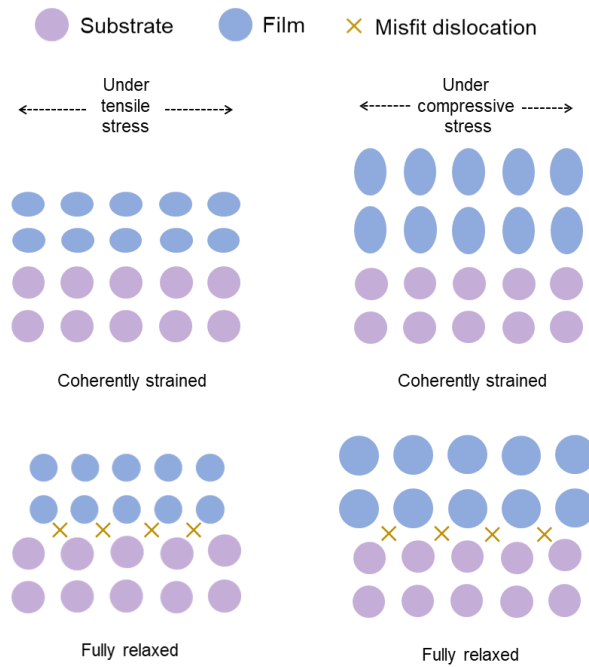 Substrate Film Misfit dislocation
Under
tensile
stress
Under
compressive
stress
Coherently strained
Coherently strained
Fully relaxed
Fully relaxed